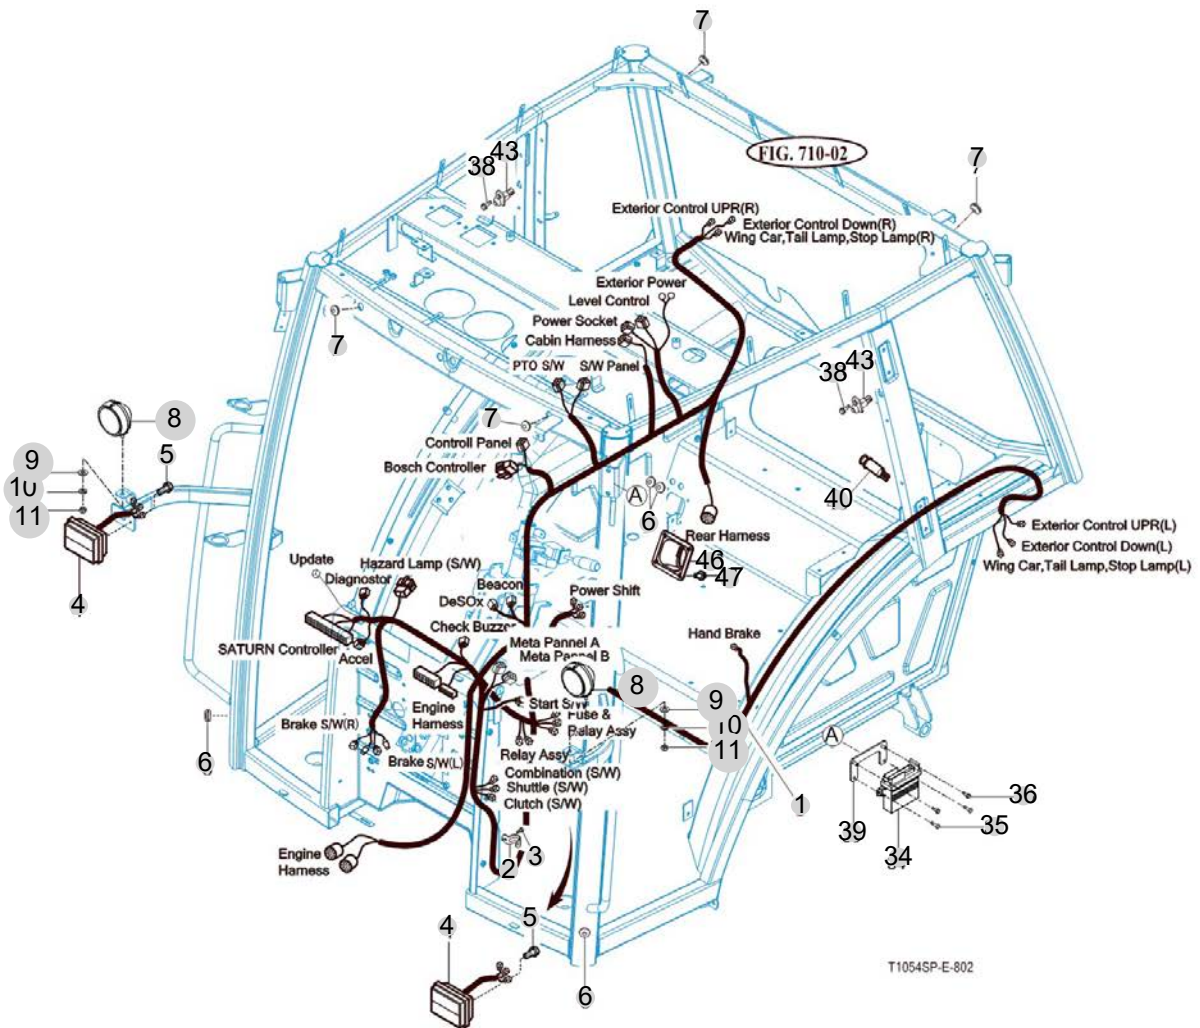 7
FIG. 710-02
7
43
38
Exterior Control UPR(R)
Exterior Control Down(R)
Wing Car,Tail Lamp,Stop Lamp(R)
Exterior Power
Level Control
Power Socket
Cabin Harness
PTO S/W
S/W Panel
7
43
38
8
7
5
9
10
11
Controll Panel
Bosch Controller
A
6
40
Rear Harness
46
47
Exterior Control UPR(L)
Exterior Control Down(L)
Wing Car,Tail Lamp,Stop Lamp(L)
4
Update
Hazard Lamp (S/W)
Diagnostor
Beacon
DeSOx
Power Shift
Check Buzzer
Hand Brake
SATURN Controller
Accel
Meta Pannel A
Meta Pannel B
8
9
10
11
Engine
Harness
Start S/W
Fuse &
Relay Assy
Brake S/W(R)
Relay Assy
Brake S/W(L)
6
A
Combination (S/W)
Shuttle (S/W)
Clutch (S/W)
1
36
35
39
34
Engine
Harness
2
3
4
5
6
T1054SP-E-802